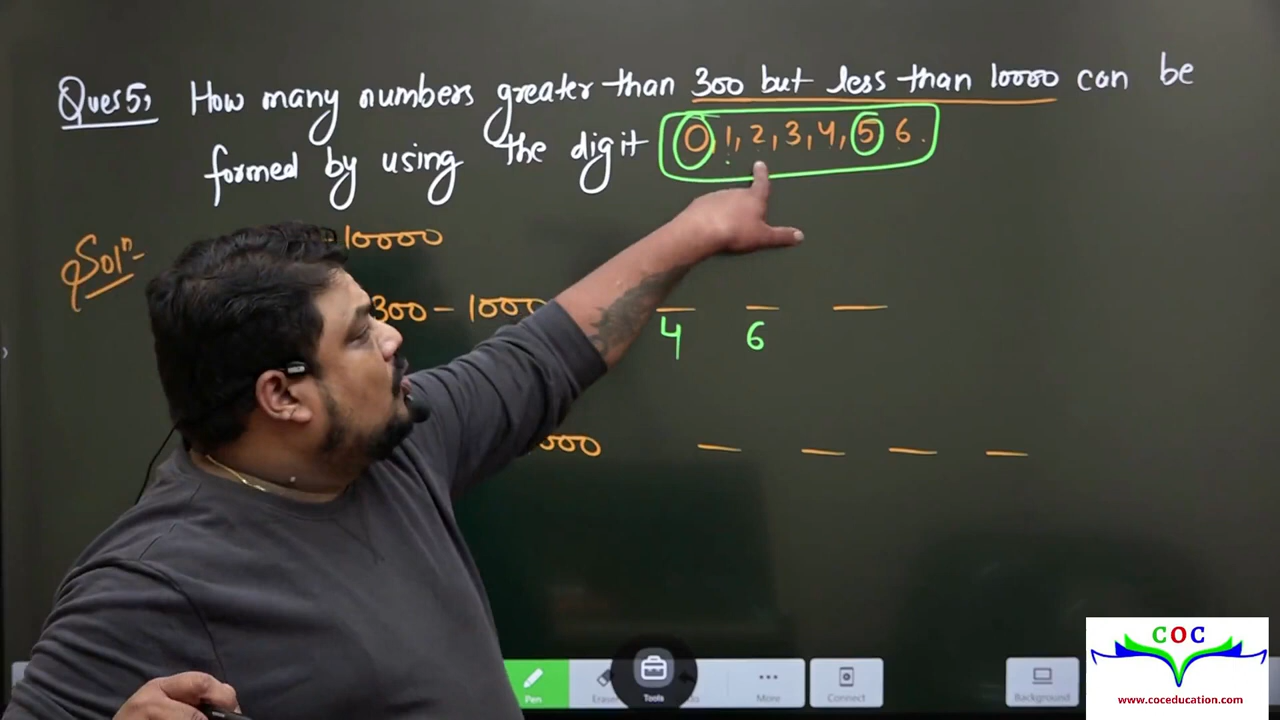 Ques 5, How many numbers greater than 300 but less than 10000 can be
formed by using the digit 0 1, 2, 3, 4, 5 6.
Solⁿ- - 10000
300 - 1000
4 6
000
Pen
Tools
More
Connect
Background
COC
www.coceducation.com